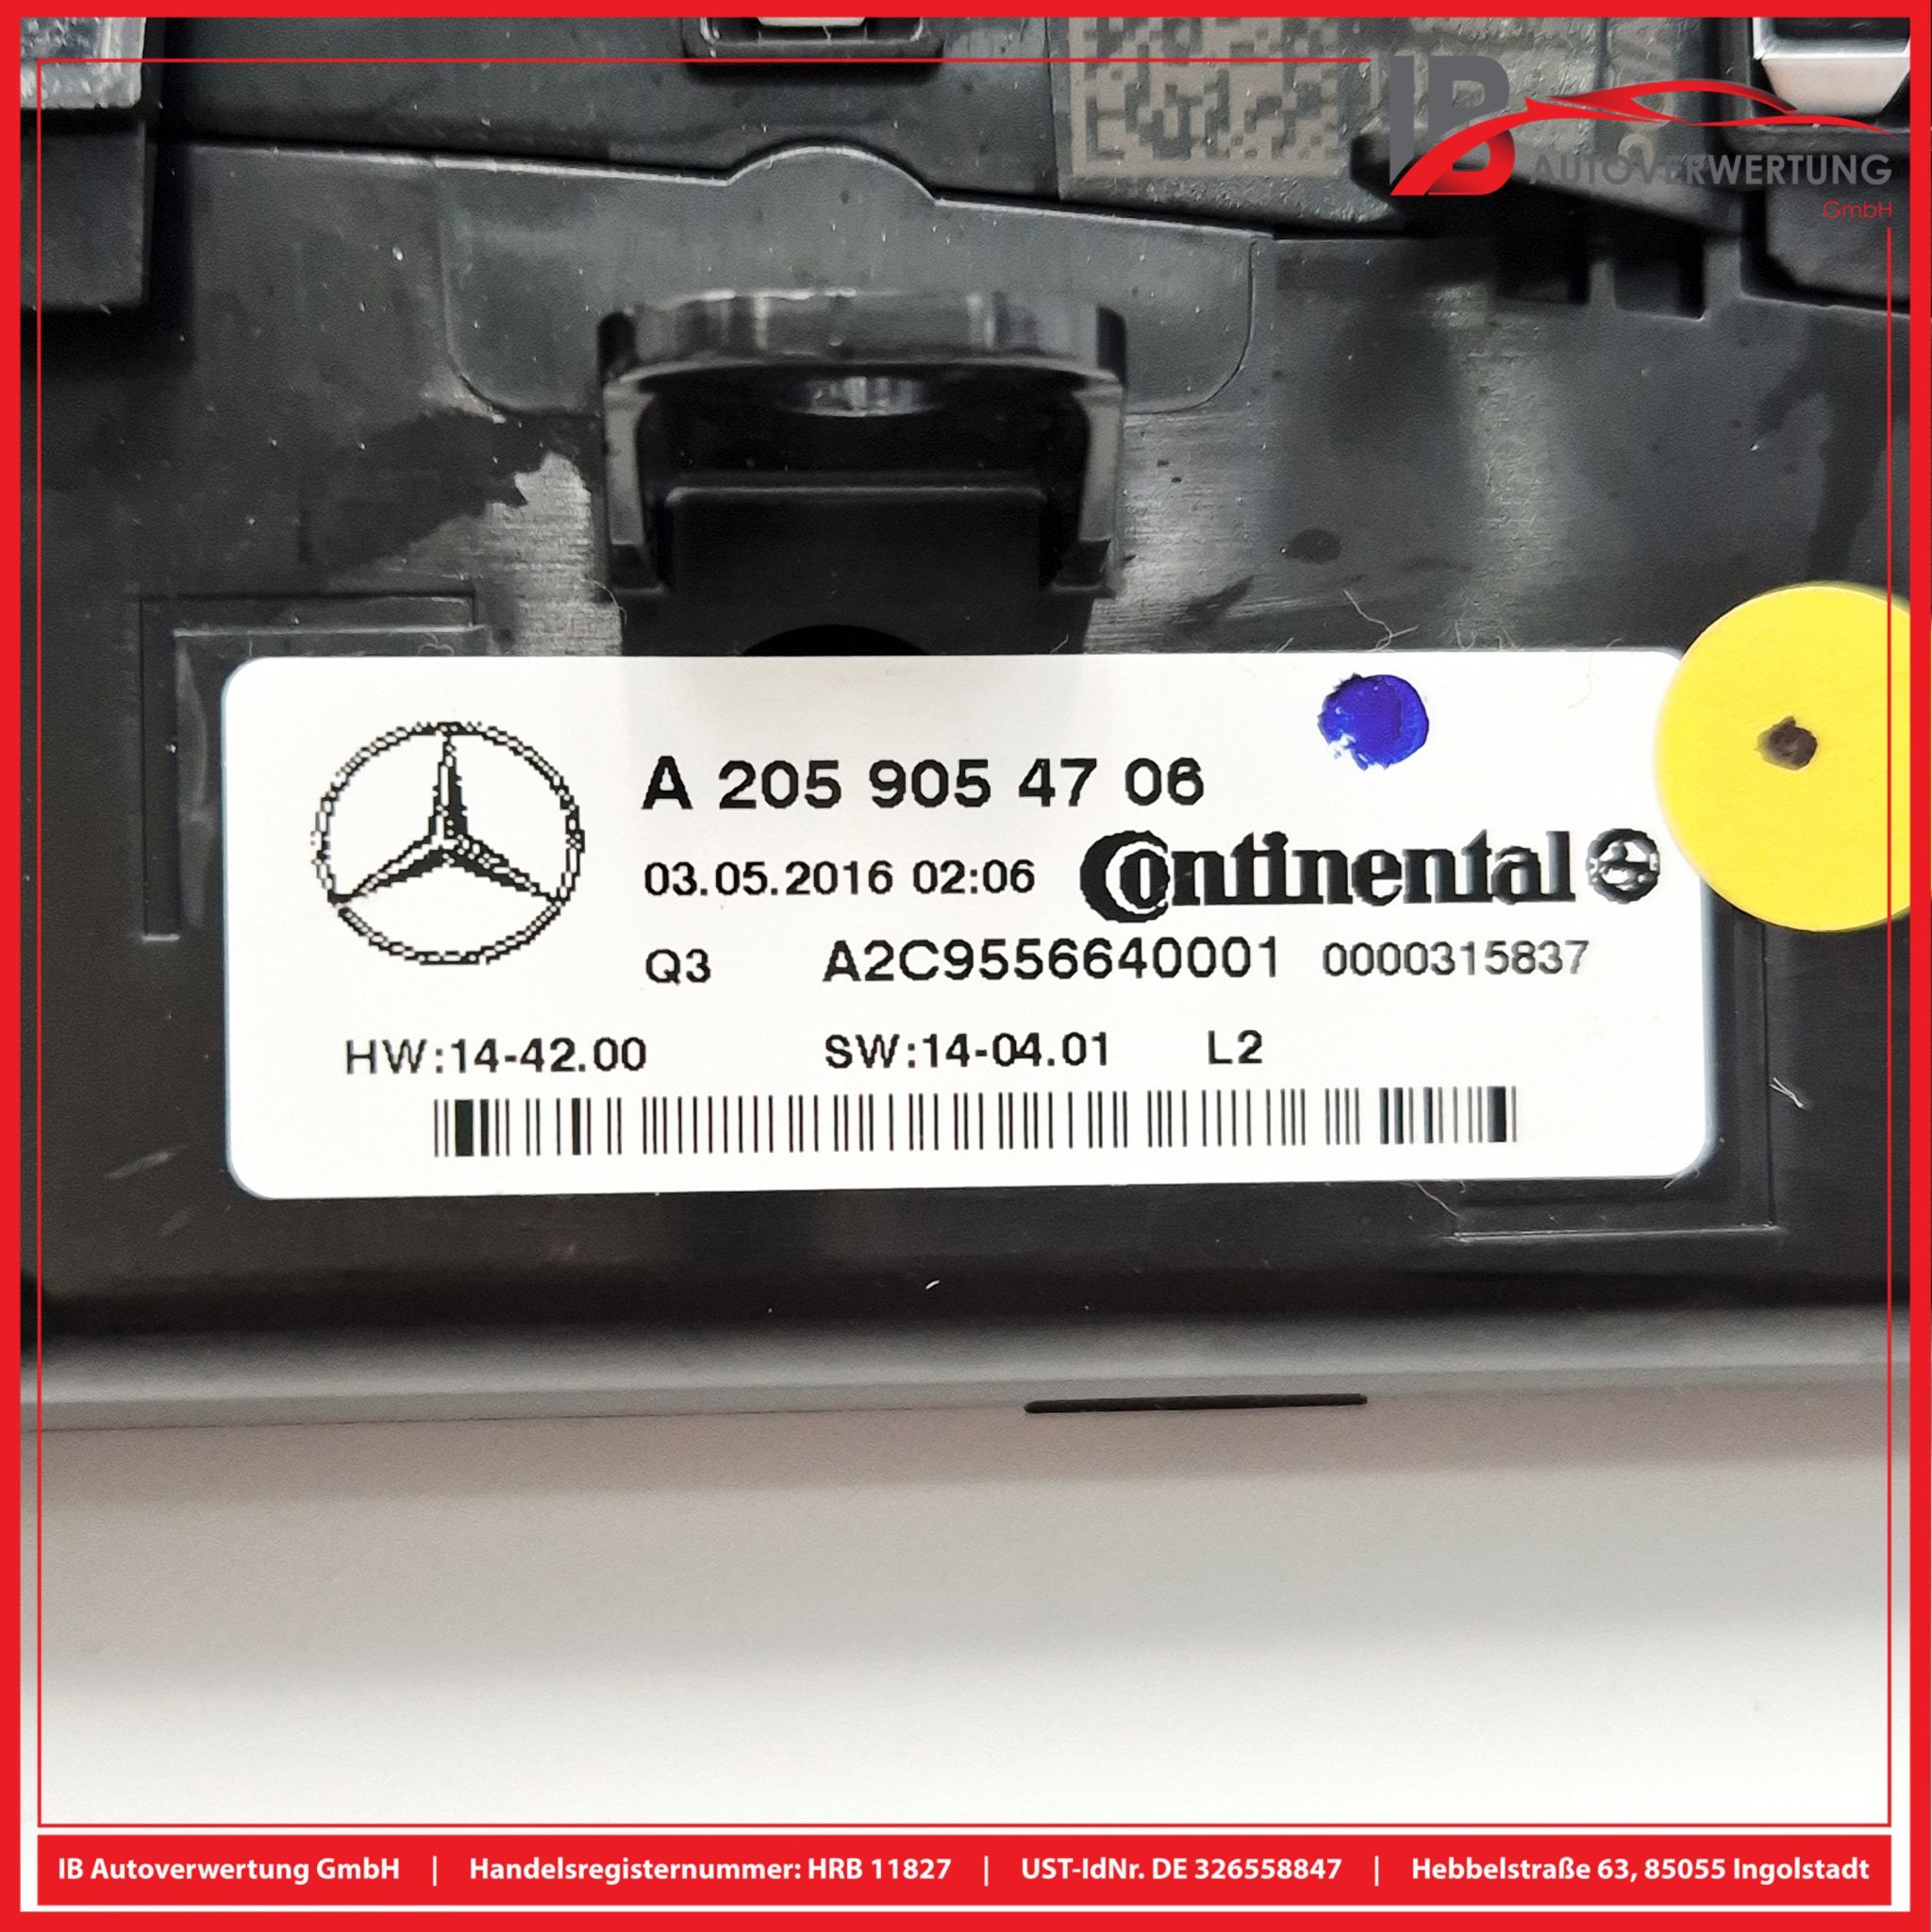 IB
AUTOVERWERTUNG
GmbH
A 205 905 47 06
03.05.2016 02:06 Continental
Q3 A2C9556640001 0000315837
HW:14-42.00 SW:14-04.01 L2
IB Autoverwertung GmbH | Handelsregisternummer: HRB 11827 | UST-IdNr. DE 326558847 | Hebbelstraße 63, 85055 Ingolstadt